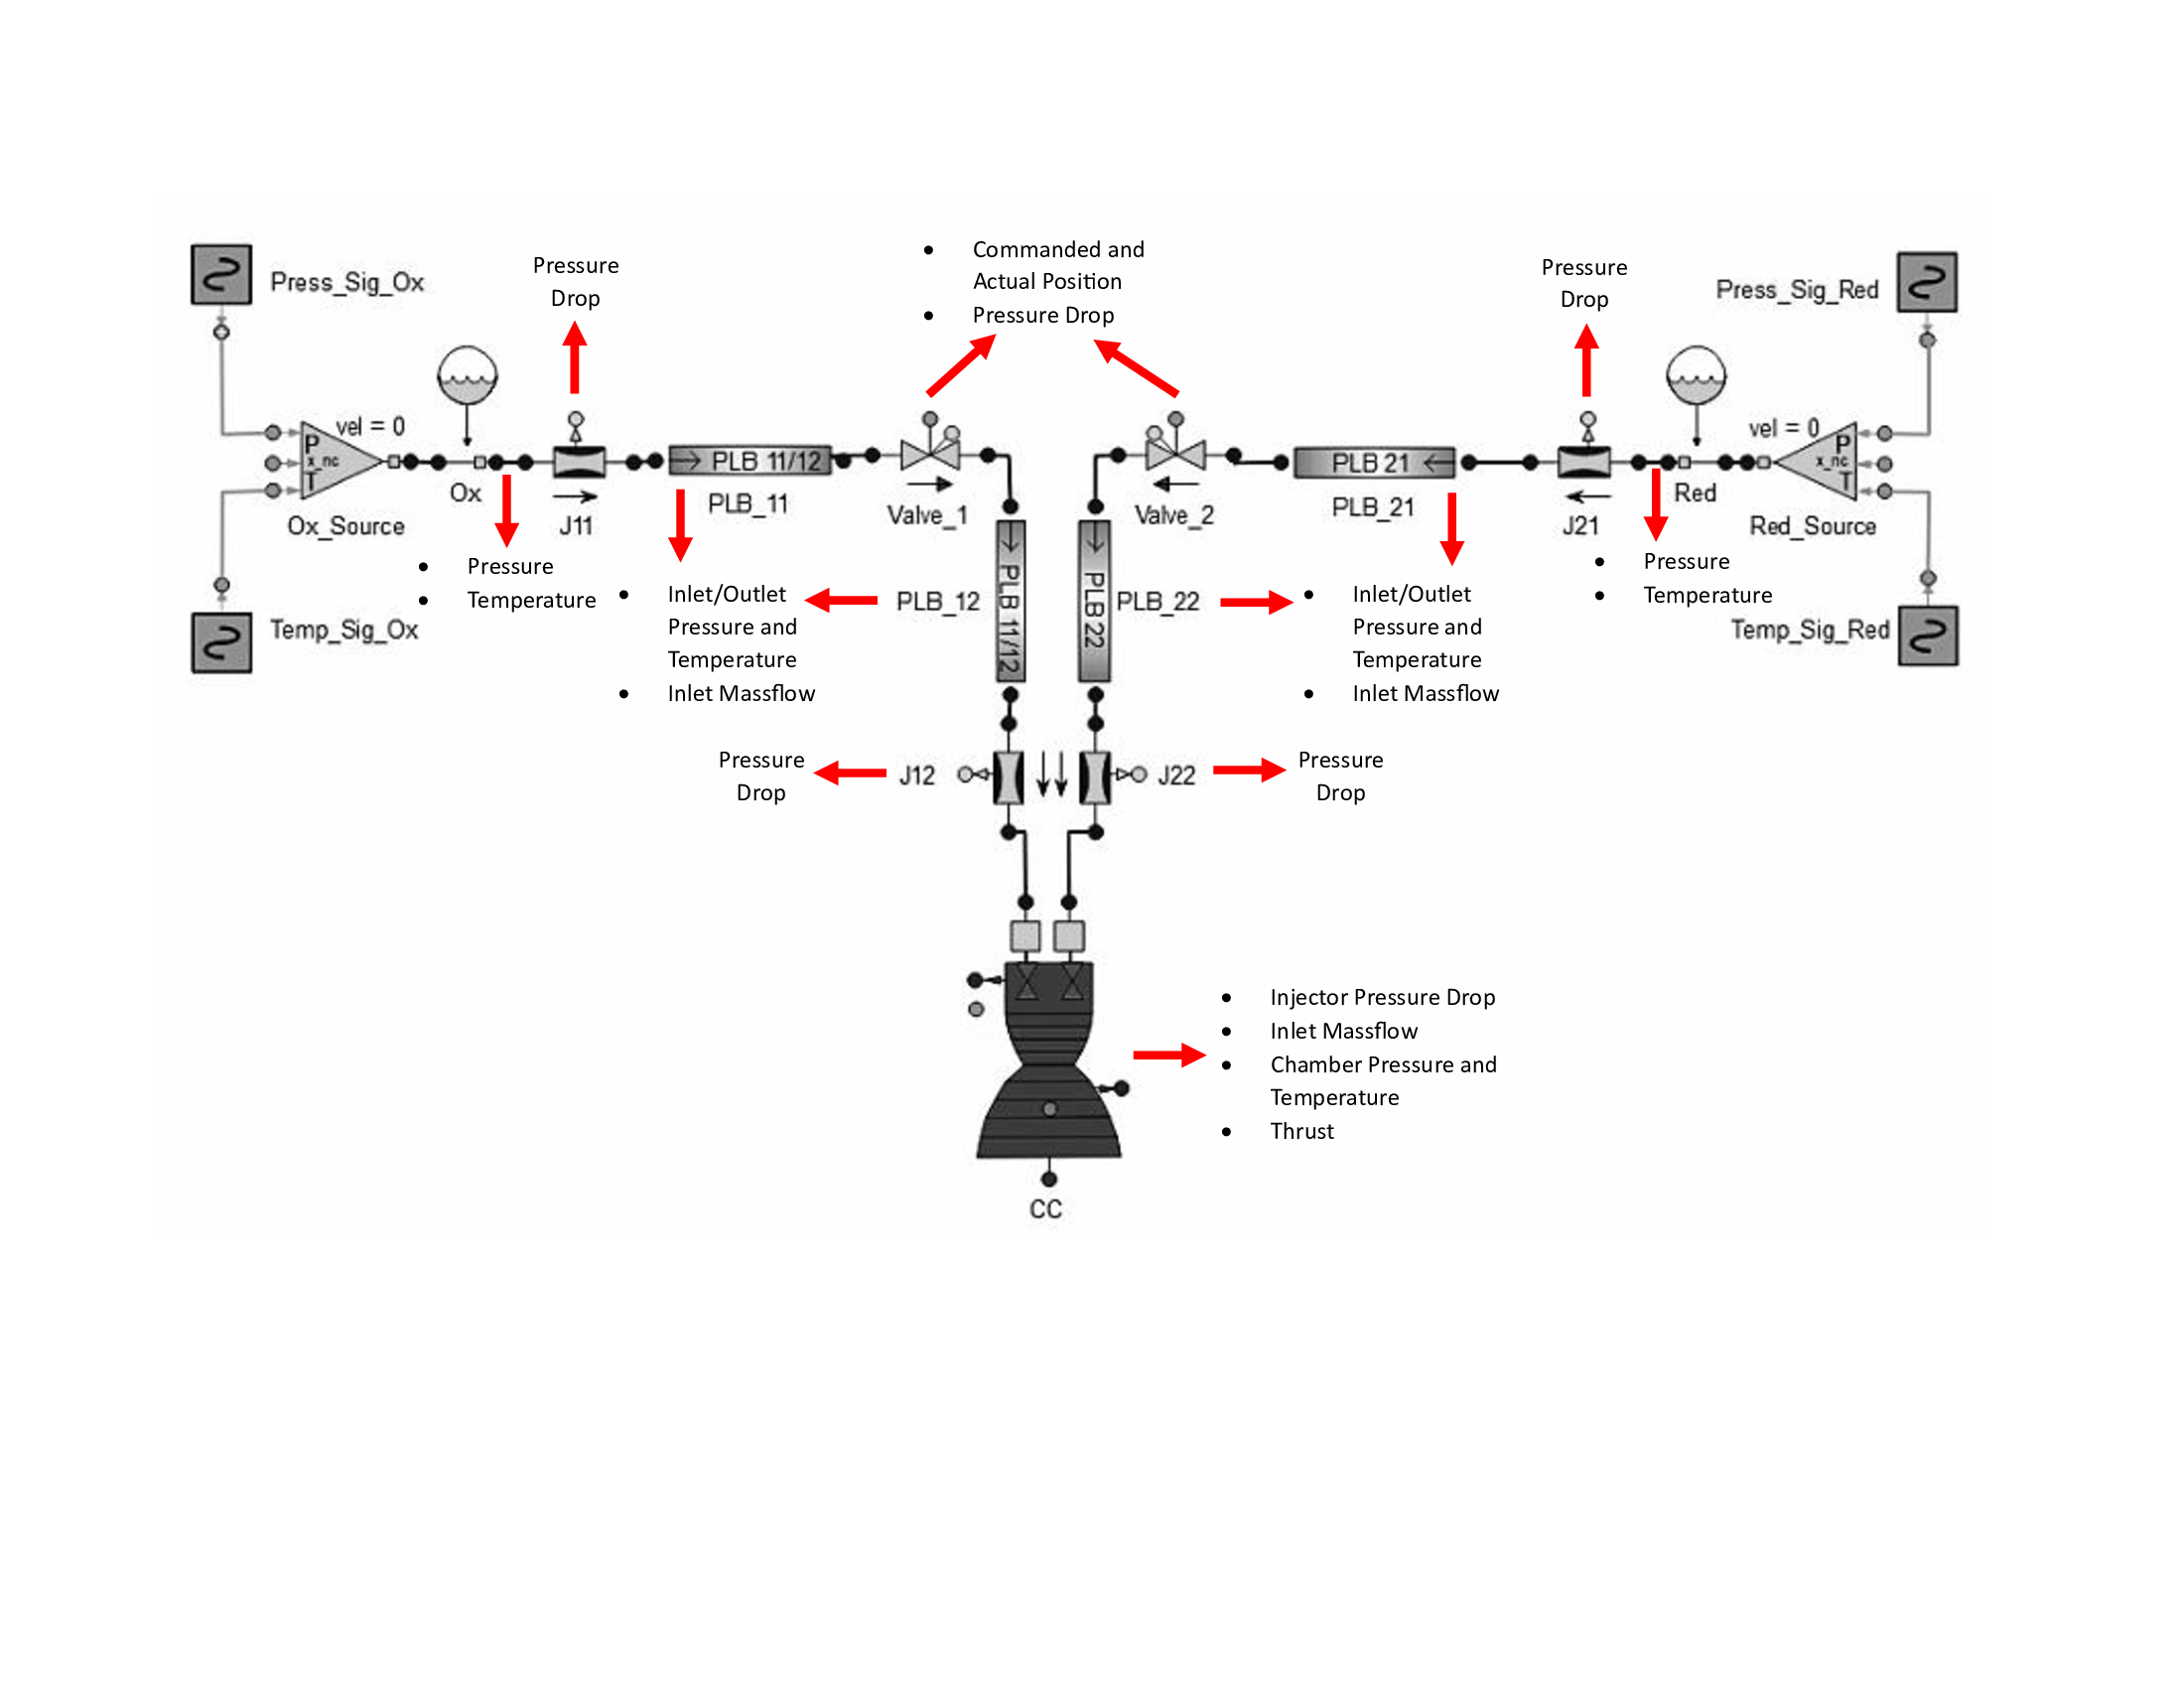 Commanded and
Actual Position
Pressure Drop
Pressure
Drop
Pressure
Drop
Press_Sig_Ox
Press_Sig_Red
vel = 0
vel = 0
P
x_nc
T
P
x_nc
T
PLB 11/12
PLB 21
Ox
Red
PLB_11
PLB_21
Valve_1
Valve_2
Ox_Source
J11
J21
Red_Source
Pressure
Temperature
Pressure
Temperature
Inlet/Outlet
Pressure and
Temperature
Inlet Massflow
PLB_12
PLB 11/12
PLB 22
PLB_22
Inlet/Outlet
Pressure and
Temperature
Inlet Massflow
Temp_Sig_Ox
Temp_Sig_Red
Pressure
Drop
J12
J22
Pressure
Drop
Injector Pressure Drop
Inlet Massflow
Chamber Pressure and
Temperature
Thrust
CC